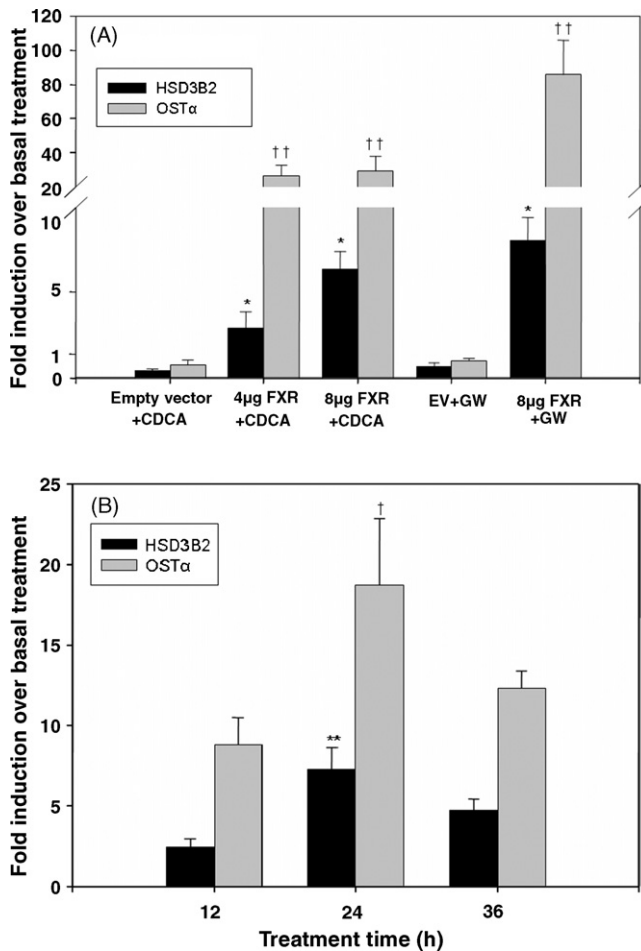 (A)
HSD3B2
OSTα
Fold induction over basal treatment
120
100
80
60
40
20
10
5
1
0
††
††
††
*
*
*
Empty vector
+CDCA
4μg FXR
+CDCA
8μg FXR
+CDCA
EV+GW
8μg FXR
+GW
(B)
HSD3B2
OSTα
Fold induction over basal treatment
25
20
15
10
5
0
†
**
12
24
36
Treatment time (h)